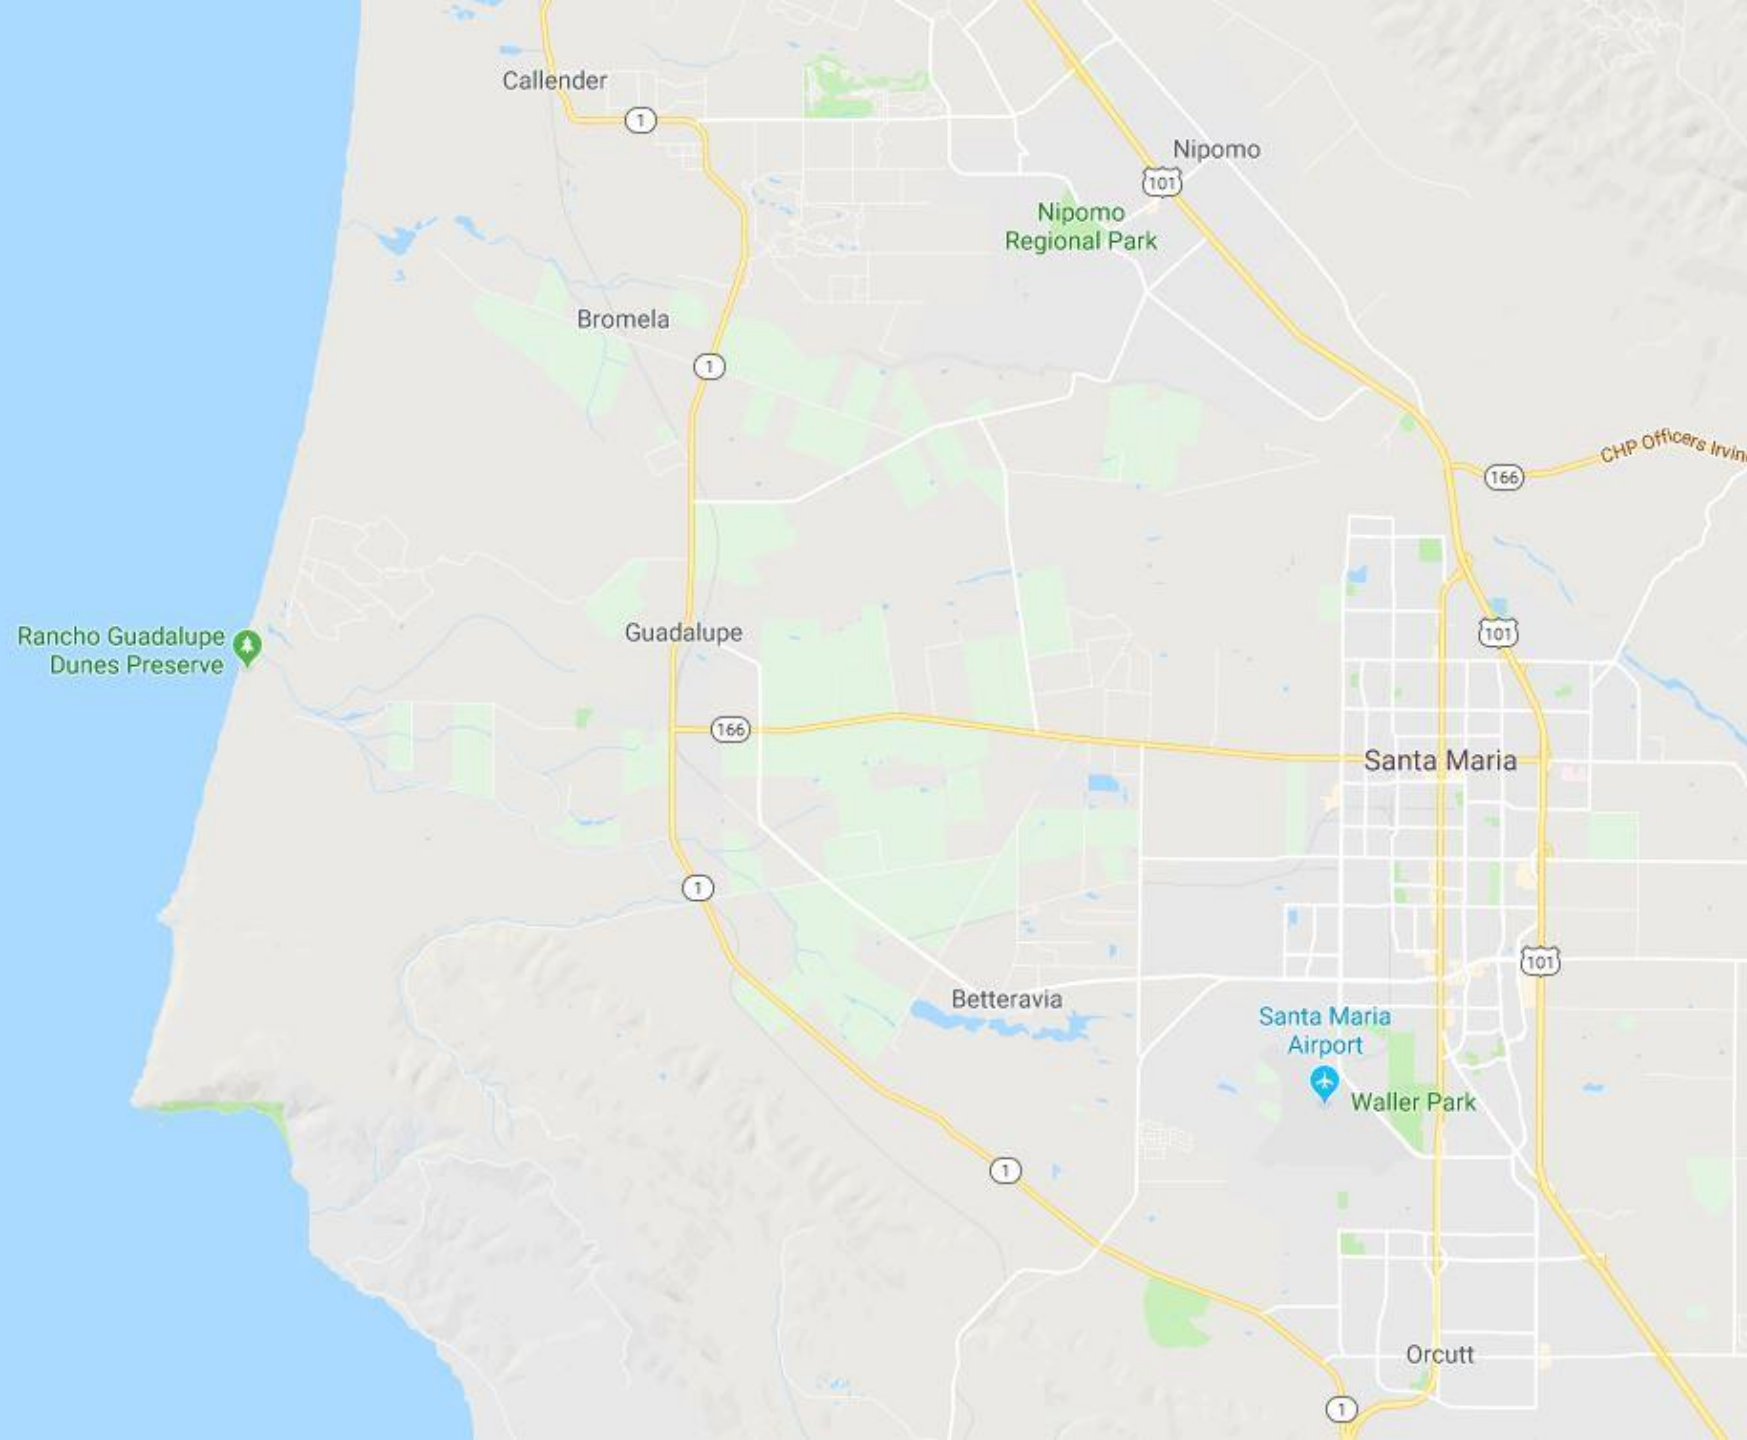 Callender
1
Nipomo
101
Nipomo
Regional Park
Bromela
1
CHP Officers Irvin
166
Guadalupe
Rancho Guadalupe
Dunes Preserve
101
166
Santa Maria
1
101
Betteravia
Santa Maria
Airport
Waller Park
1
Orcutt
1